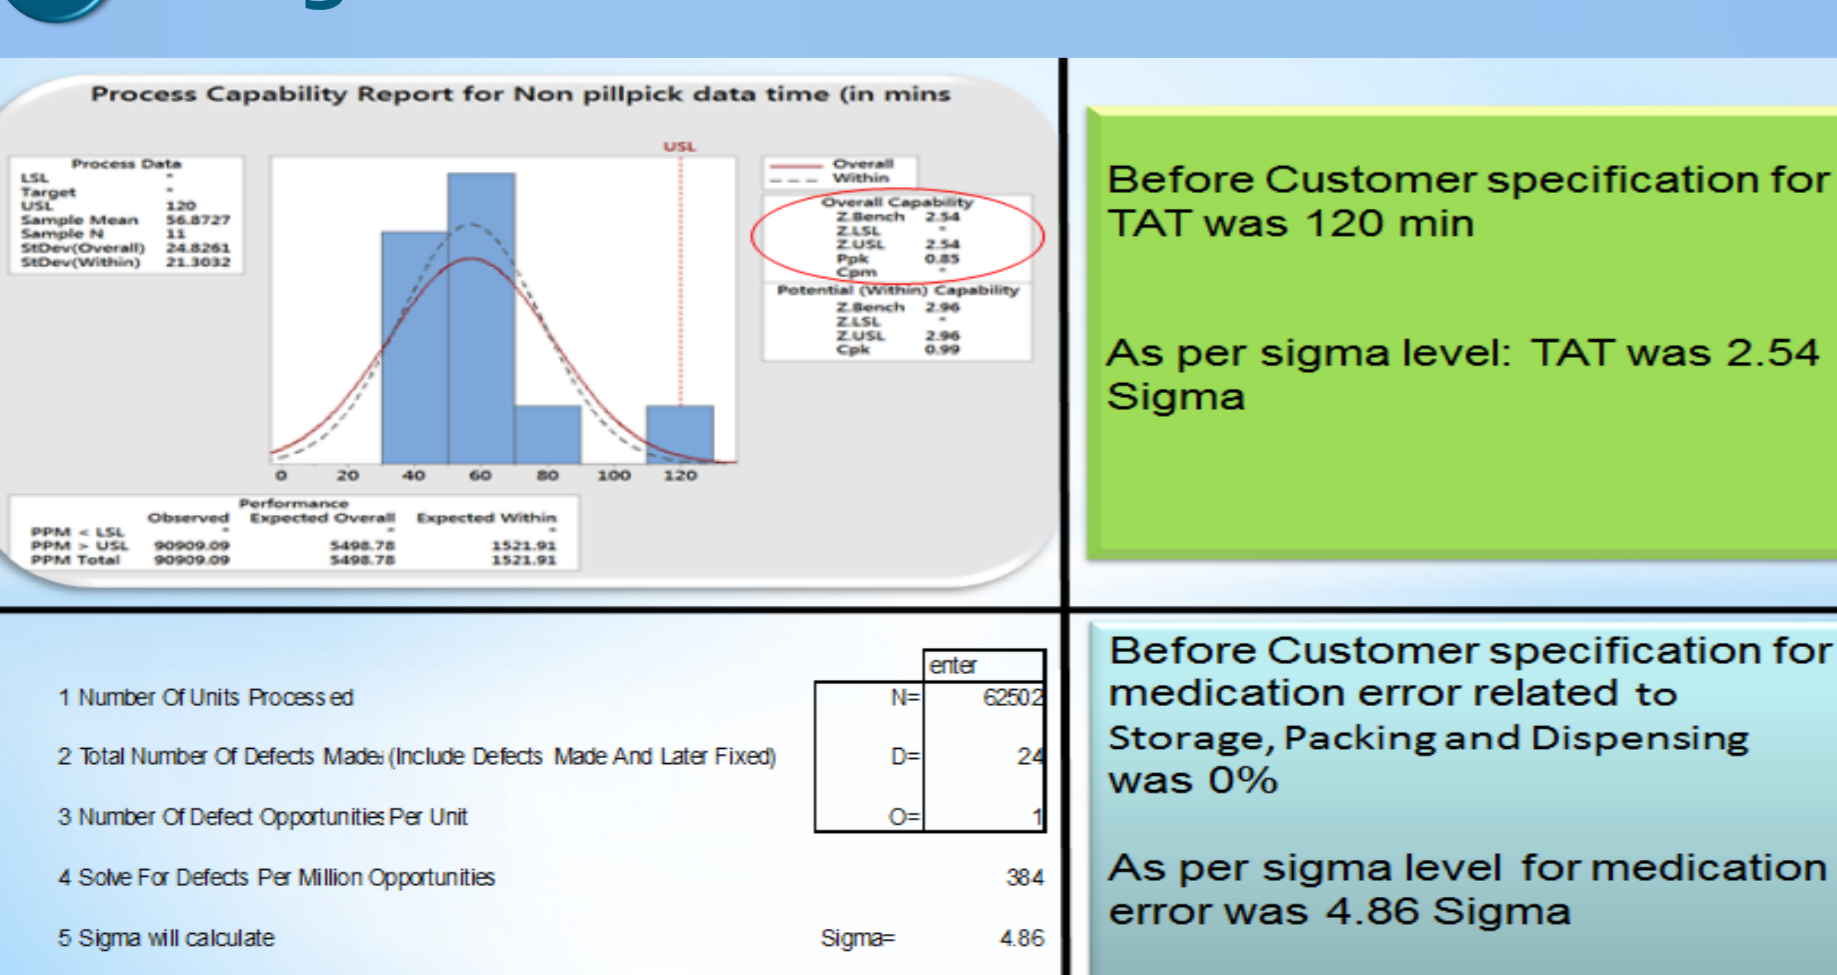 Process Capability Report for Non pillpick data time (in mins
USL
Process Data
LSL *
Target *
USL 120
Sample Mean 56.8727
Sample N 11
StDev(Overall) 24.8261
StDev(Within) 21.3032
Overall
Within
Overall Capability
Z.Bench 2.54
Z.LSL *
Z.USL 2.54
Ppk 0.85
Cpm *
Potential (Within) Capability
Z.Bench 2.96
Z.LSL *
Z.USL 2.96
Cpk 0.99
0 20 40 60 80 100 120
Performance
Observed Expected Overall Expected Within
PPM < LSL * * *
PPM > USL 90909.09 5498.78 1521.91
PPM Total 90909.09 5498.78 1521.91
Before Customer specification for
TAT was 120 min
As per sigma level: TAT was 2.54
Sigma
enter
1 Number Of Units Processed N= 62502
2 Total Number Of Defects Made: (Include Defects Made And Later Fixed) D= 24
3 Number Of Defect Opportunities Per Unit O= 1
4 Solve For Defects Per Million Opportunities 384
5 Sigma will calculate Sigma= 4.86
Before Customer specification for
medication error related to
Storage, Packing and Dispensing
was 0%
As per sigma level for medication
error was 4.86 Sigma